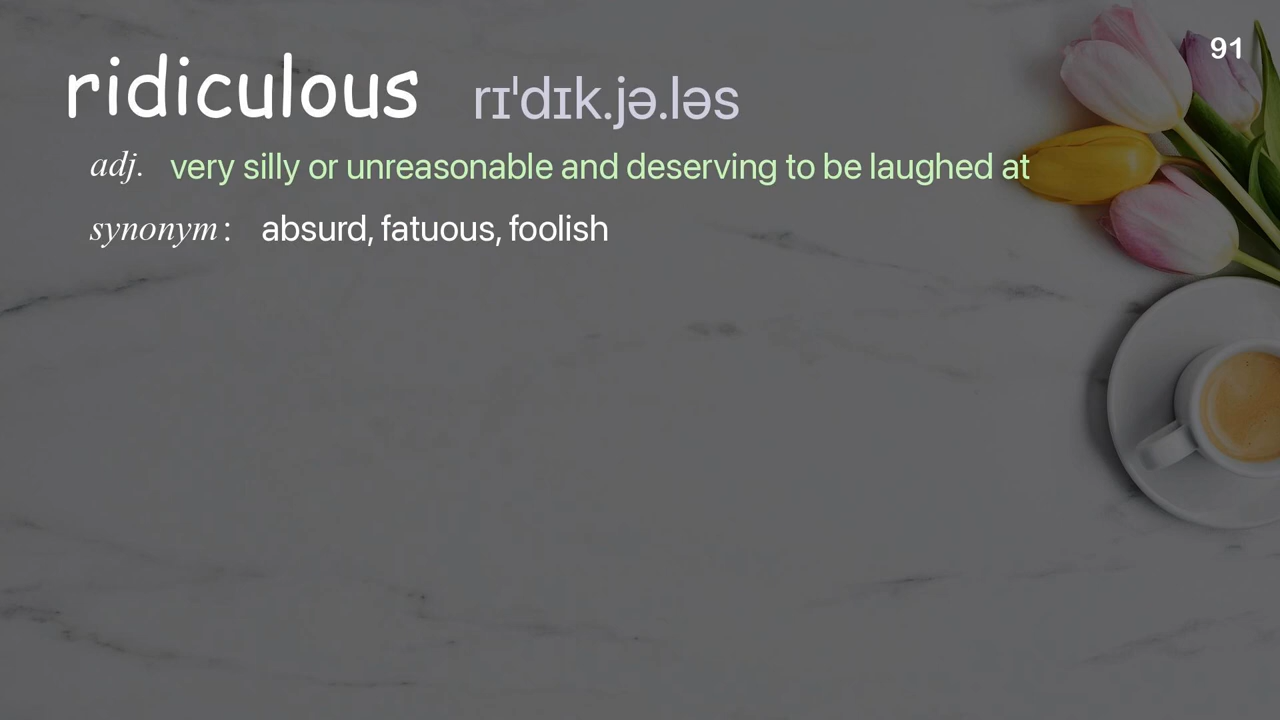 91
ridiculous rɪˈdɪk.jə.ləs
adj. very silly or unreasonable and deserving to be laughed at
synonym : absurd, fatuous, foolish